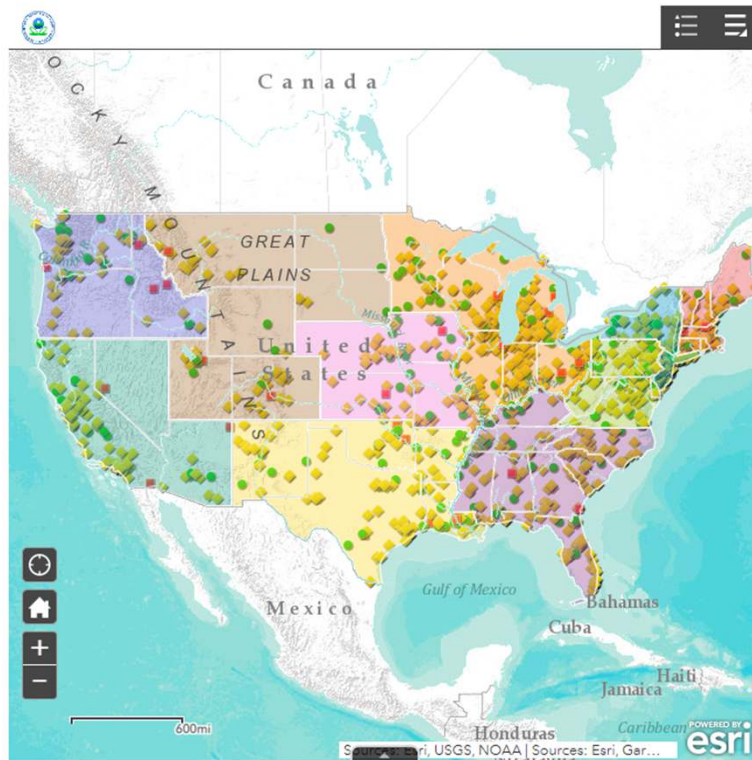 Canada
ROCKY MOUNTAINS
GREAT
PLAINS
United
States
Gulf of Mexico
Mexico
Bahamas
Cuba
Haiti
Jamaica
Caribbean
Honduras
600mi
Sources: Esri, USGS, NOAA | Sources: Esri, Gar...
POWERED BY
esri